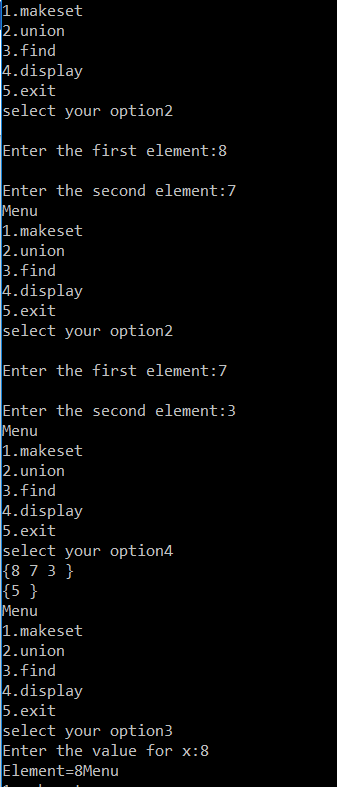 1.makeset
2.union
3.find
4.display
5.exit
select your option2
Enter the first element:8
Enter the second element:7
Menu
1.makeset
2.union
3.find
4.display
5.exit
select your option2
Enter the first element:7
Enter the second element:3
Menu
1.makeset
2.union
3.find
4.display
5.exit
select your option4
{8 7 3 }
{5 }
Menu
1.makeset
2.union
3.find
4.display
5.exit
select your option3
Enter the value for x:8
Element=8Menu